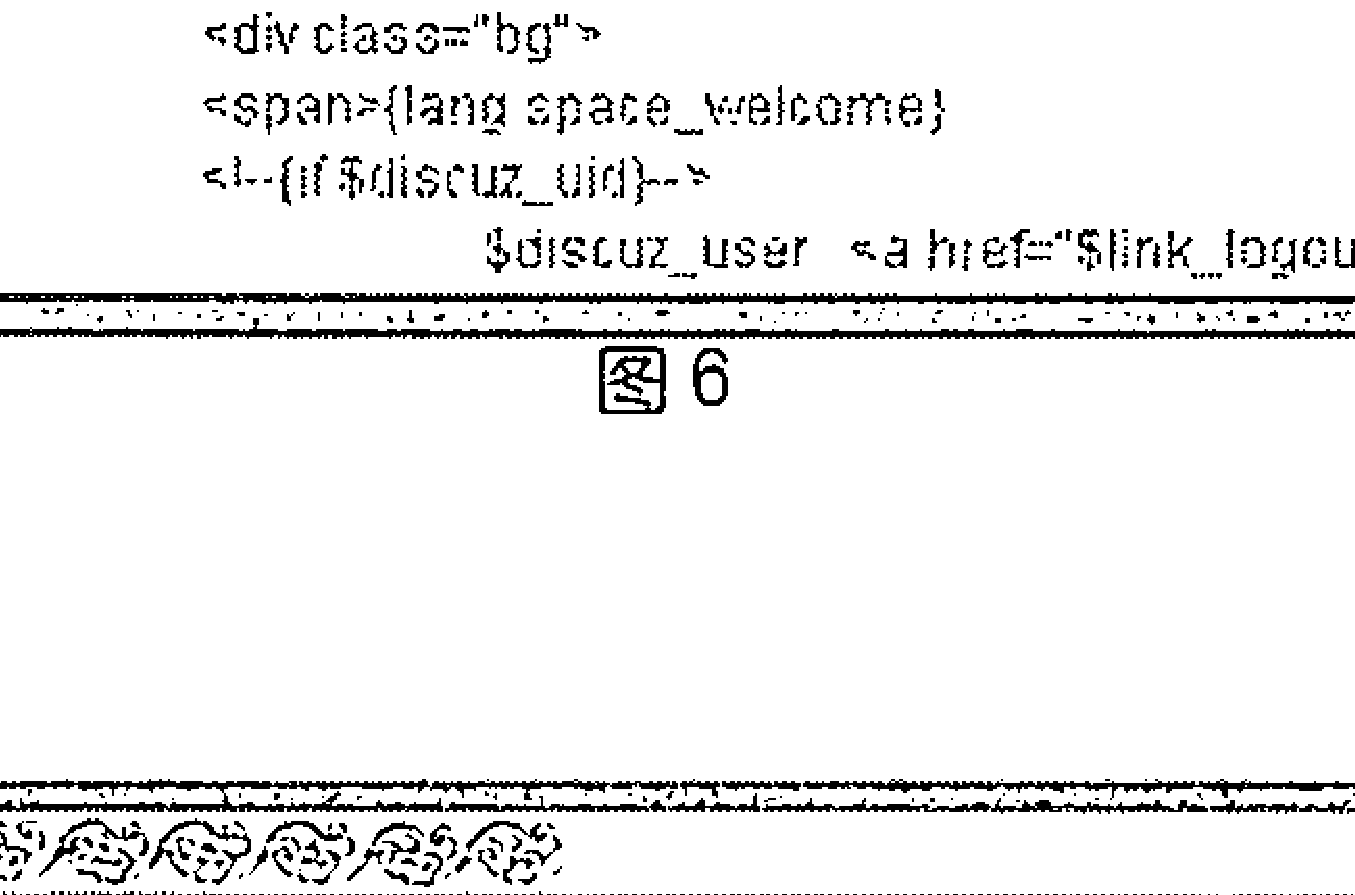 <div class="bg">
<span>{lang space_welcome}
<!--{if $discuz_uid}-->
$discuz_user <a href="$link_logou
图 6